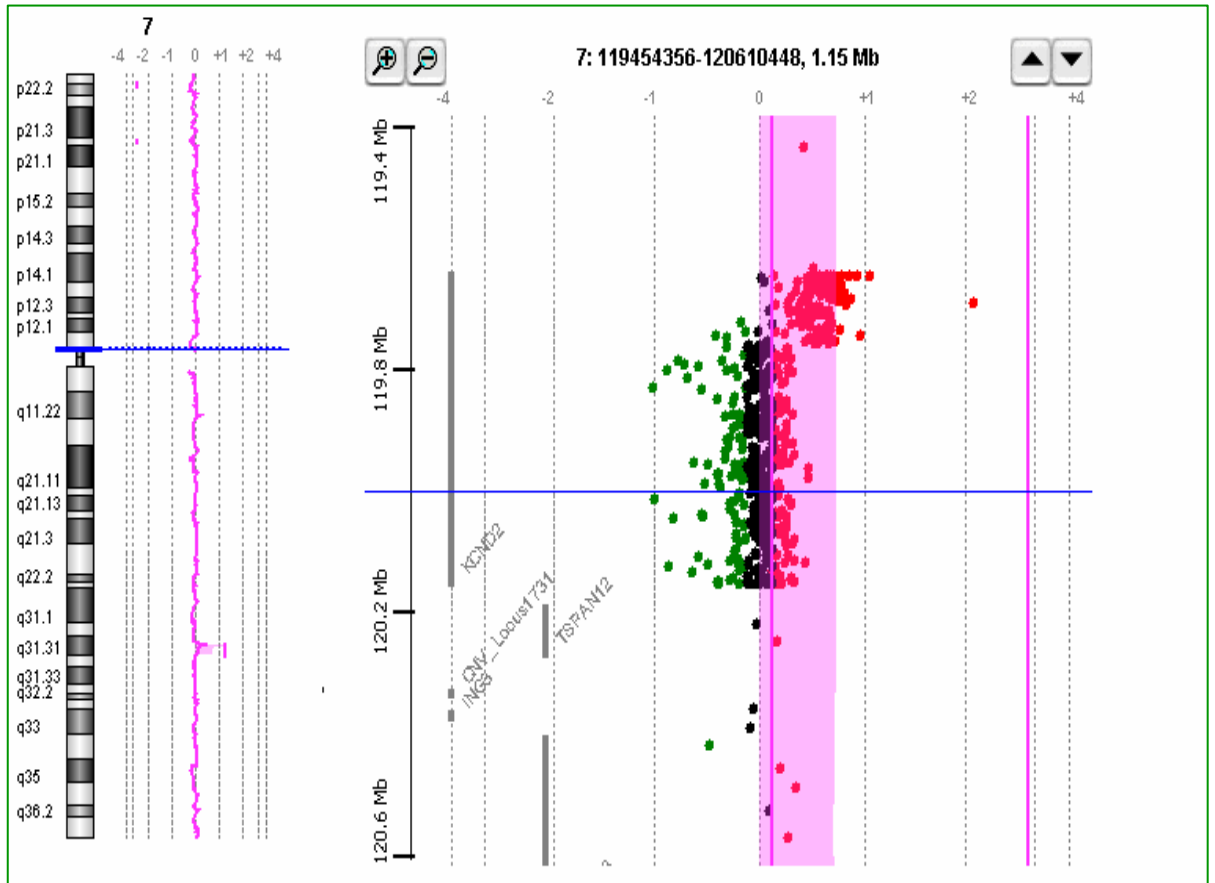 7
-4 -2 -1 0 +1 +2 +4
p22.2
p21.3
p21.1
p15.2
p14.3
p14.1
p12.3
p12.1
q11.22
q21.11
q21.13
q21.3
q22.2
q31.1
q31.31
q31.33
q32.2
q33
q35
q36.2
7: 119454356-120610448, 1.15 Mb
-4 -2 -1 0 +1 +2 +4
119.4 Mb
119.8 Mb
120.2 Mb
120.6 Mb
KCND2
CNV_Locus1731
TSPAN12
ING3